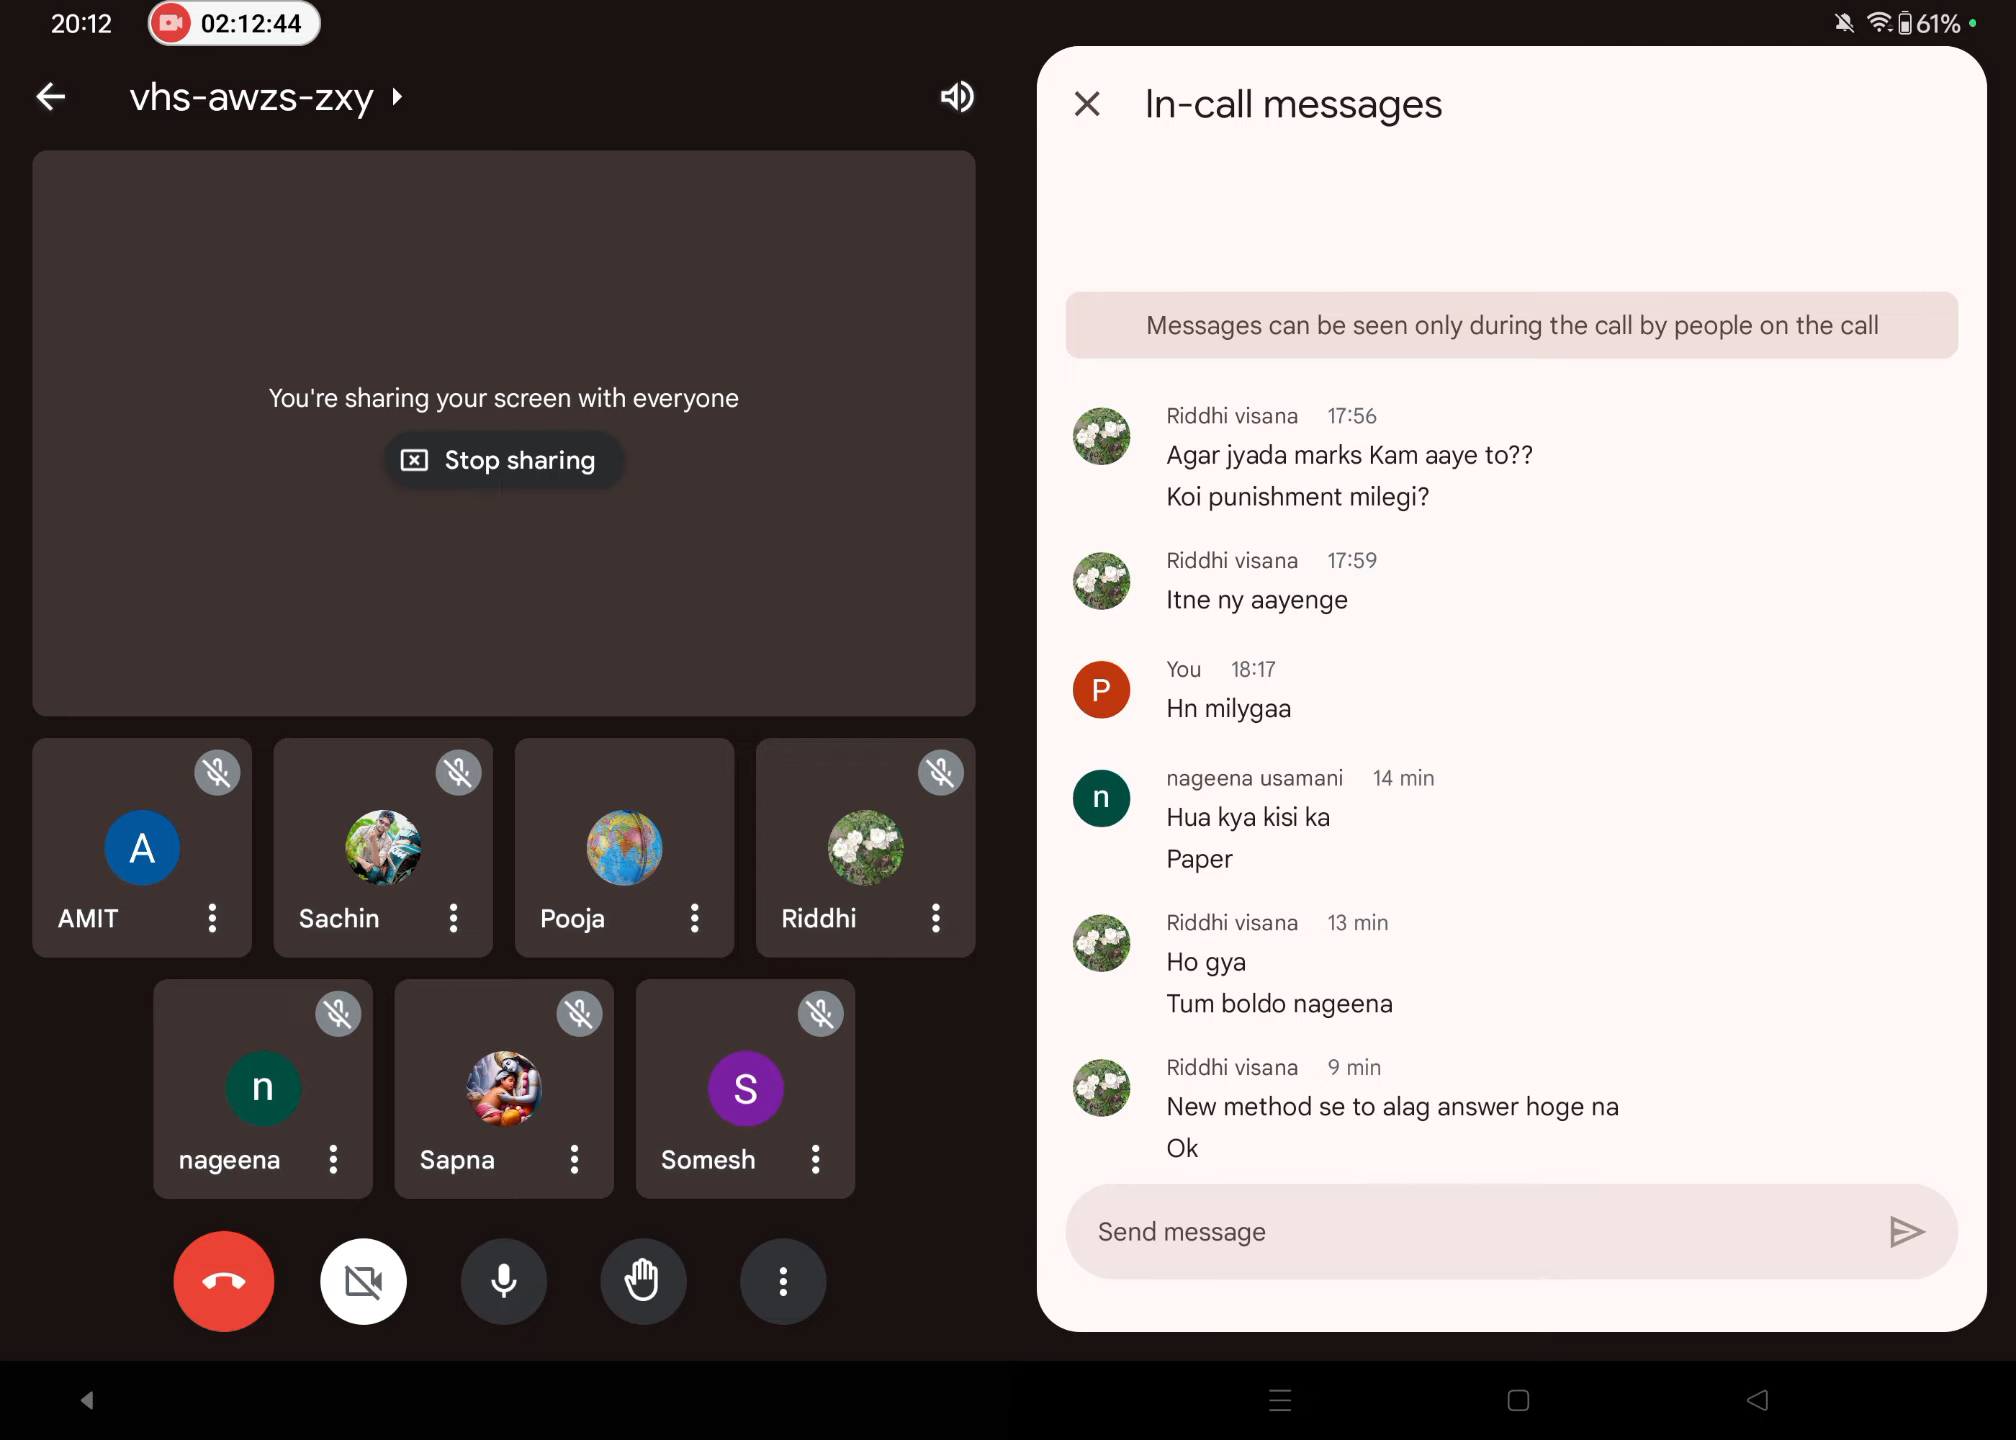 20:12
02:12:44
61%
vhs-awzs-zxy
You're sharing your screen with everyone
Stop sharing
A
AMIT
Sachin
Pooja
Riddhi
n
nageena
Sapna
S
Somesh
In-call messages
Messages can be seen only during the call by people on the call
Riddhi visana 17:56
Agar jyada marks Kam aaye to??
Koi punishment milegi?
Riddhi visana 17:59
Itne ny aayenge
P
You 18:17
Hn milygaa
n
nageena usamani 14 min
Hua kya kisi ka
Paper
Riddhi visana 13 min
Ho gya
Tum boldo nageena
Riddhi visana 9 min
New method se to alag answer hoge na
Ok
Send message